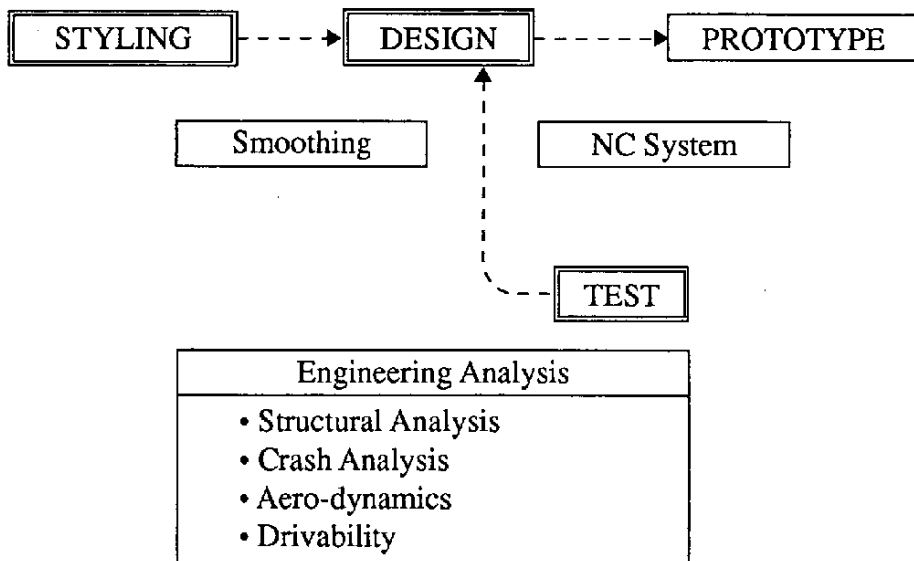 STYLING
DESIGN
PROTOTYPE
Smoothing
NC System
TEST
Engineering Analysis
• Structural Analysis
• Crash Analysis
• Aero-dynamics
• Drivability